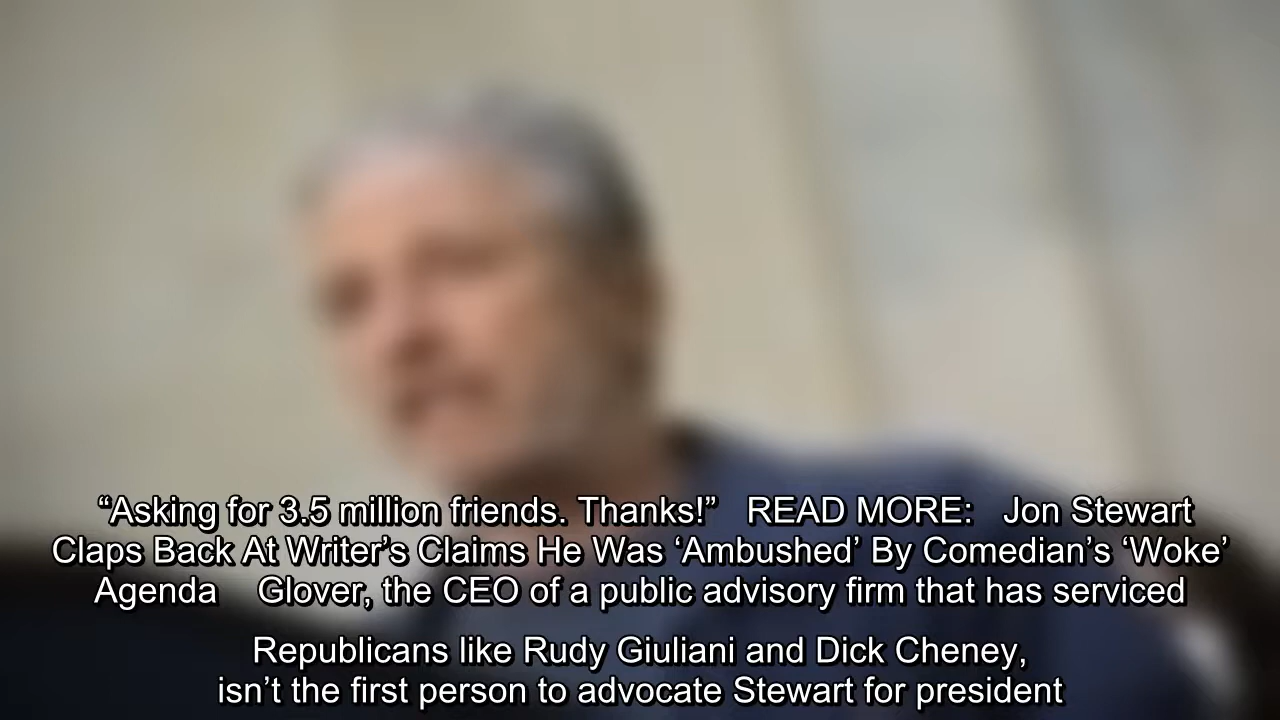 “Asking for 3.5 million friends. Thanks!”   READ MORE:   Jon Stewart
Claps Back At Writer’s Claims He Was ‘Ambushed’ By Comedian’s ‘Woke’
Agenda    Glover, the CEO of a public advisory firm that has serviced
Republicans like Rudy Giuliani and Dick Cheney,
isn’t the first person to advocate Stewart for president